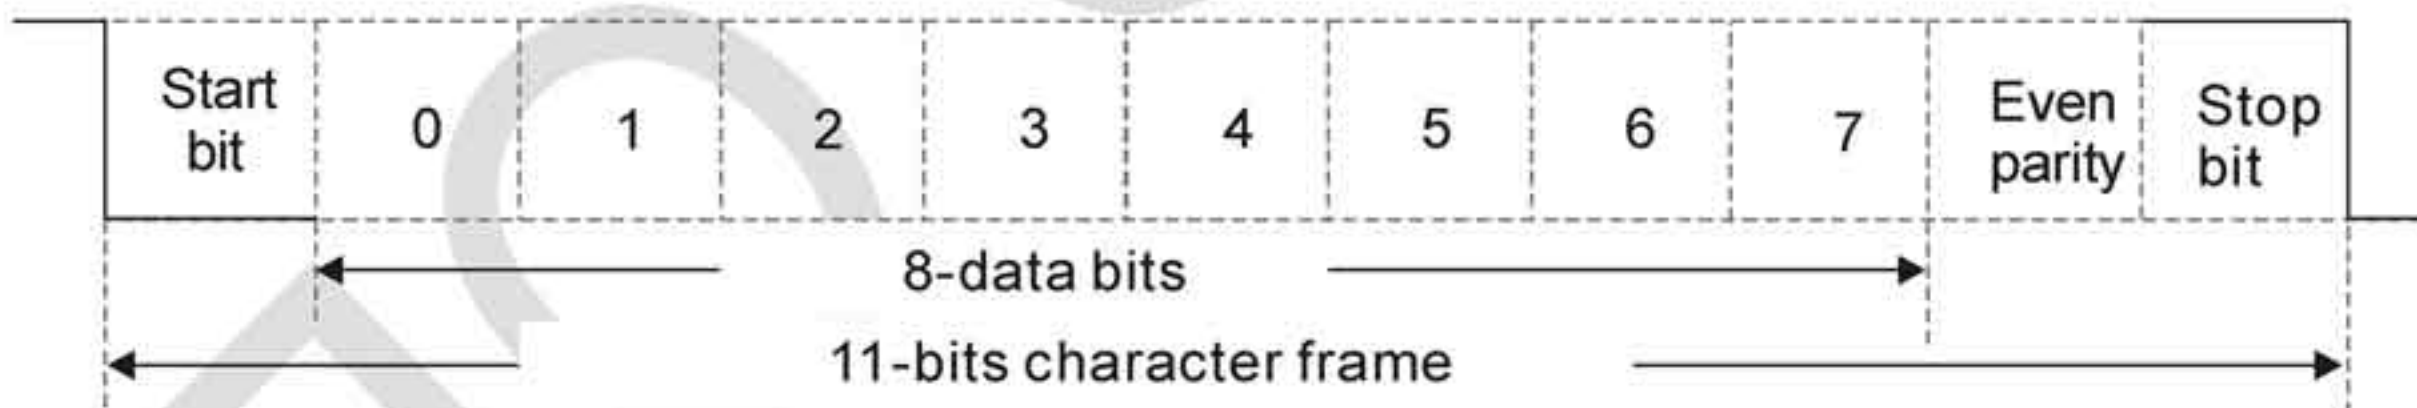 Start
bit
0
1
2
3
4
5
6
7
Even
parity
Stop
bit
8-data bits
11-bits character frame